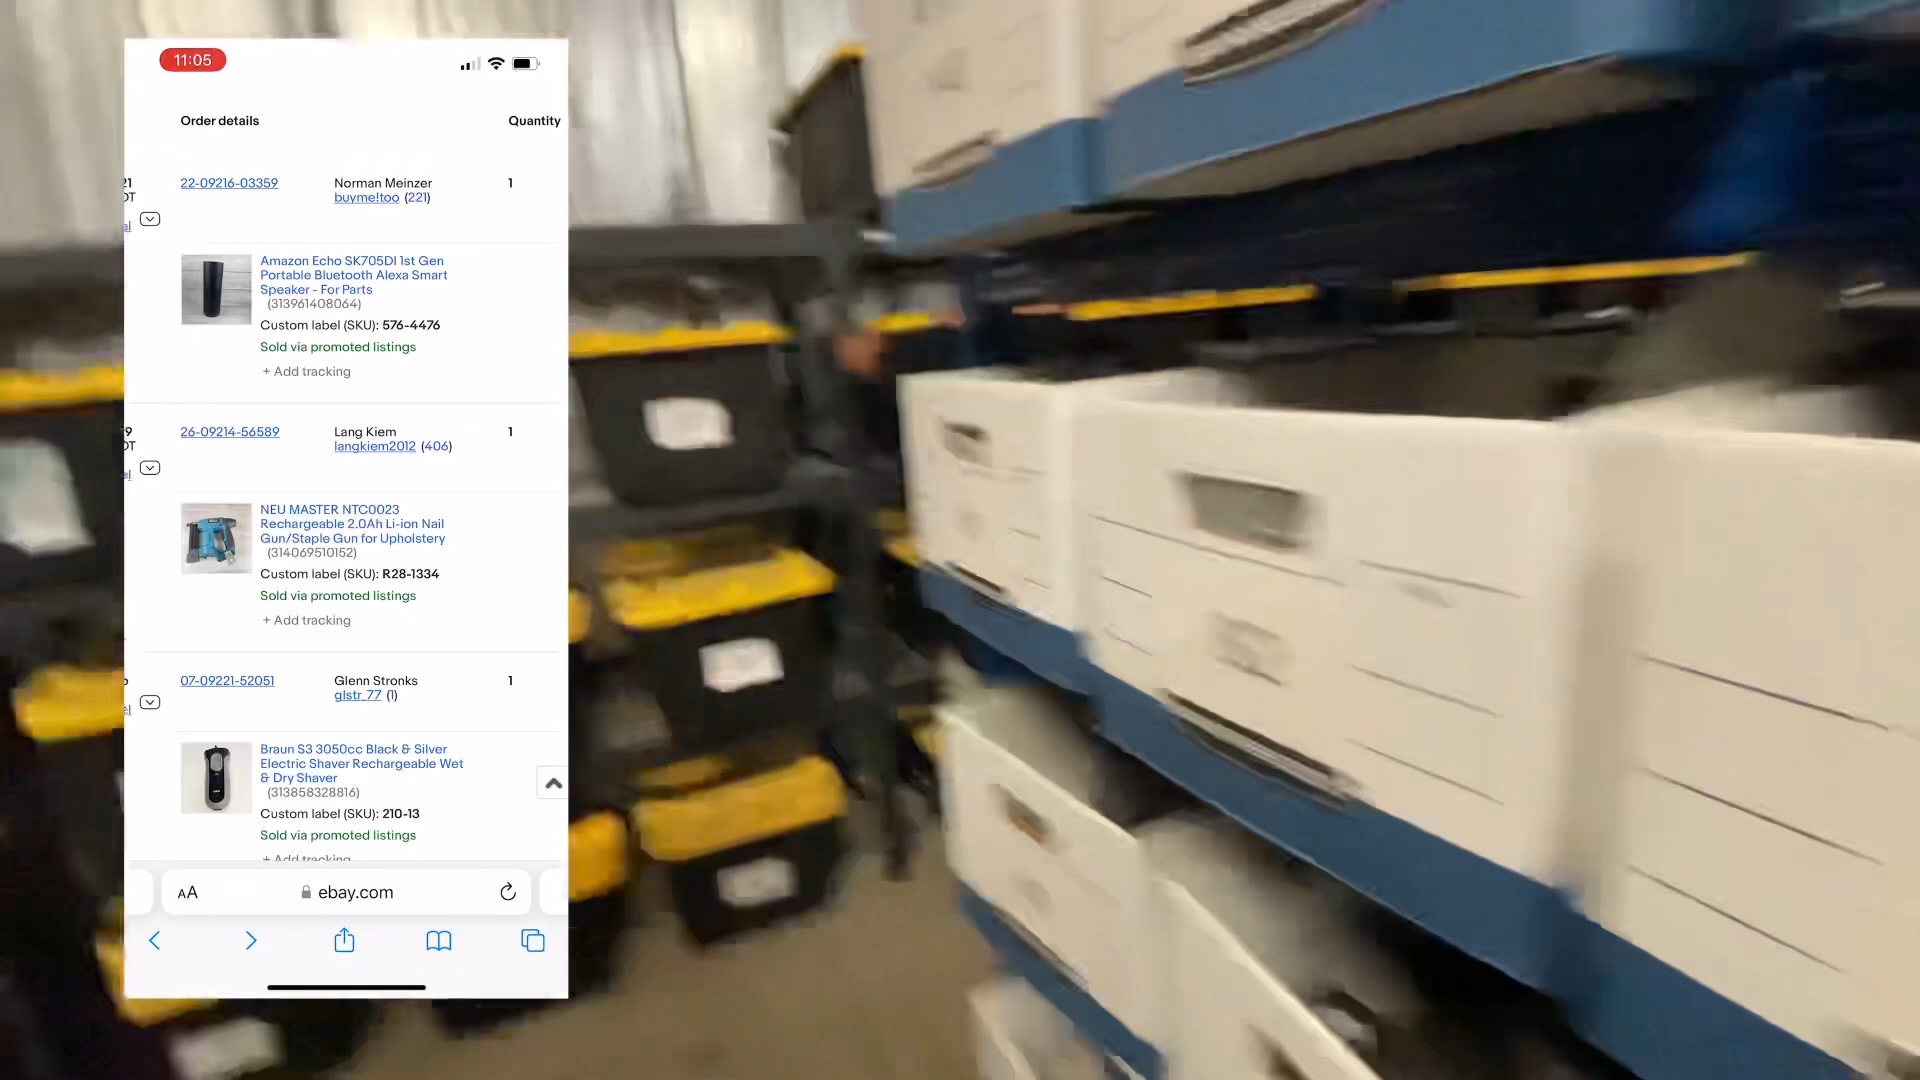 11:05
Order details Quantity
21 22-09216-03359 Norman Meinzer 1
buyme!too (221)
Amazon Echo SK705DI 1st Gen
Portable Bluetooth Alexa Smart
Speaker - For Parts
(313961408064)
Custom label (SKU): 576-4476
Sold via promoted listings
+ Add tracking
26-09214-56589 Lang Kiem 1
langkiem2012 (406)
NEU MASTER NTC0023
Rechargeable 2.0Ah Li-ion Nail
Gun/Staple Gun for Upholstery
(314069510152)
Custom label (SKU): R28-1334
Sold via promoted listings
+ Add tracking
07-09221-52051 Glenn Stronks 1
glstr_77 (1)
Braun S3 3050cc Black & Silver
Electric Shaver Rechargeable Wet
& Dry Shaver
(313858328816)
Custom label (SKU): 210-13
Sold via promoted listings
+ Add tracking
AA ebay.com